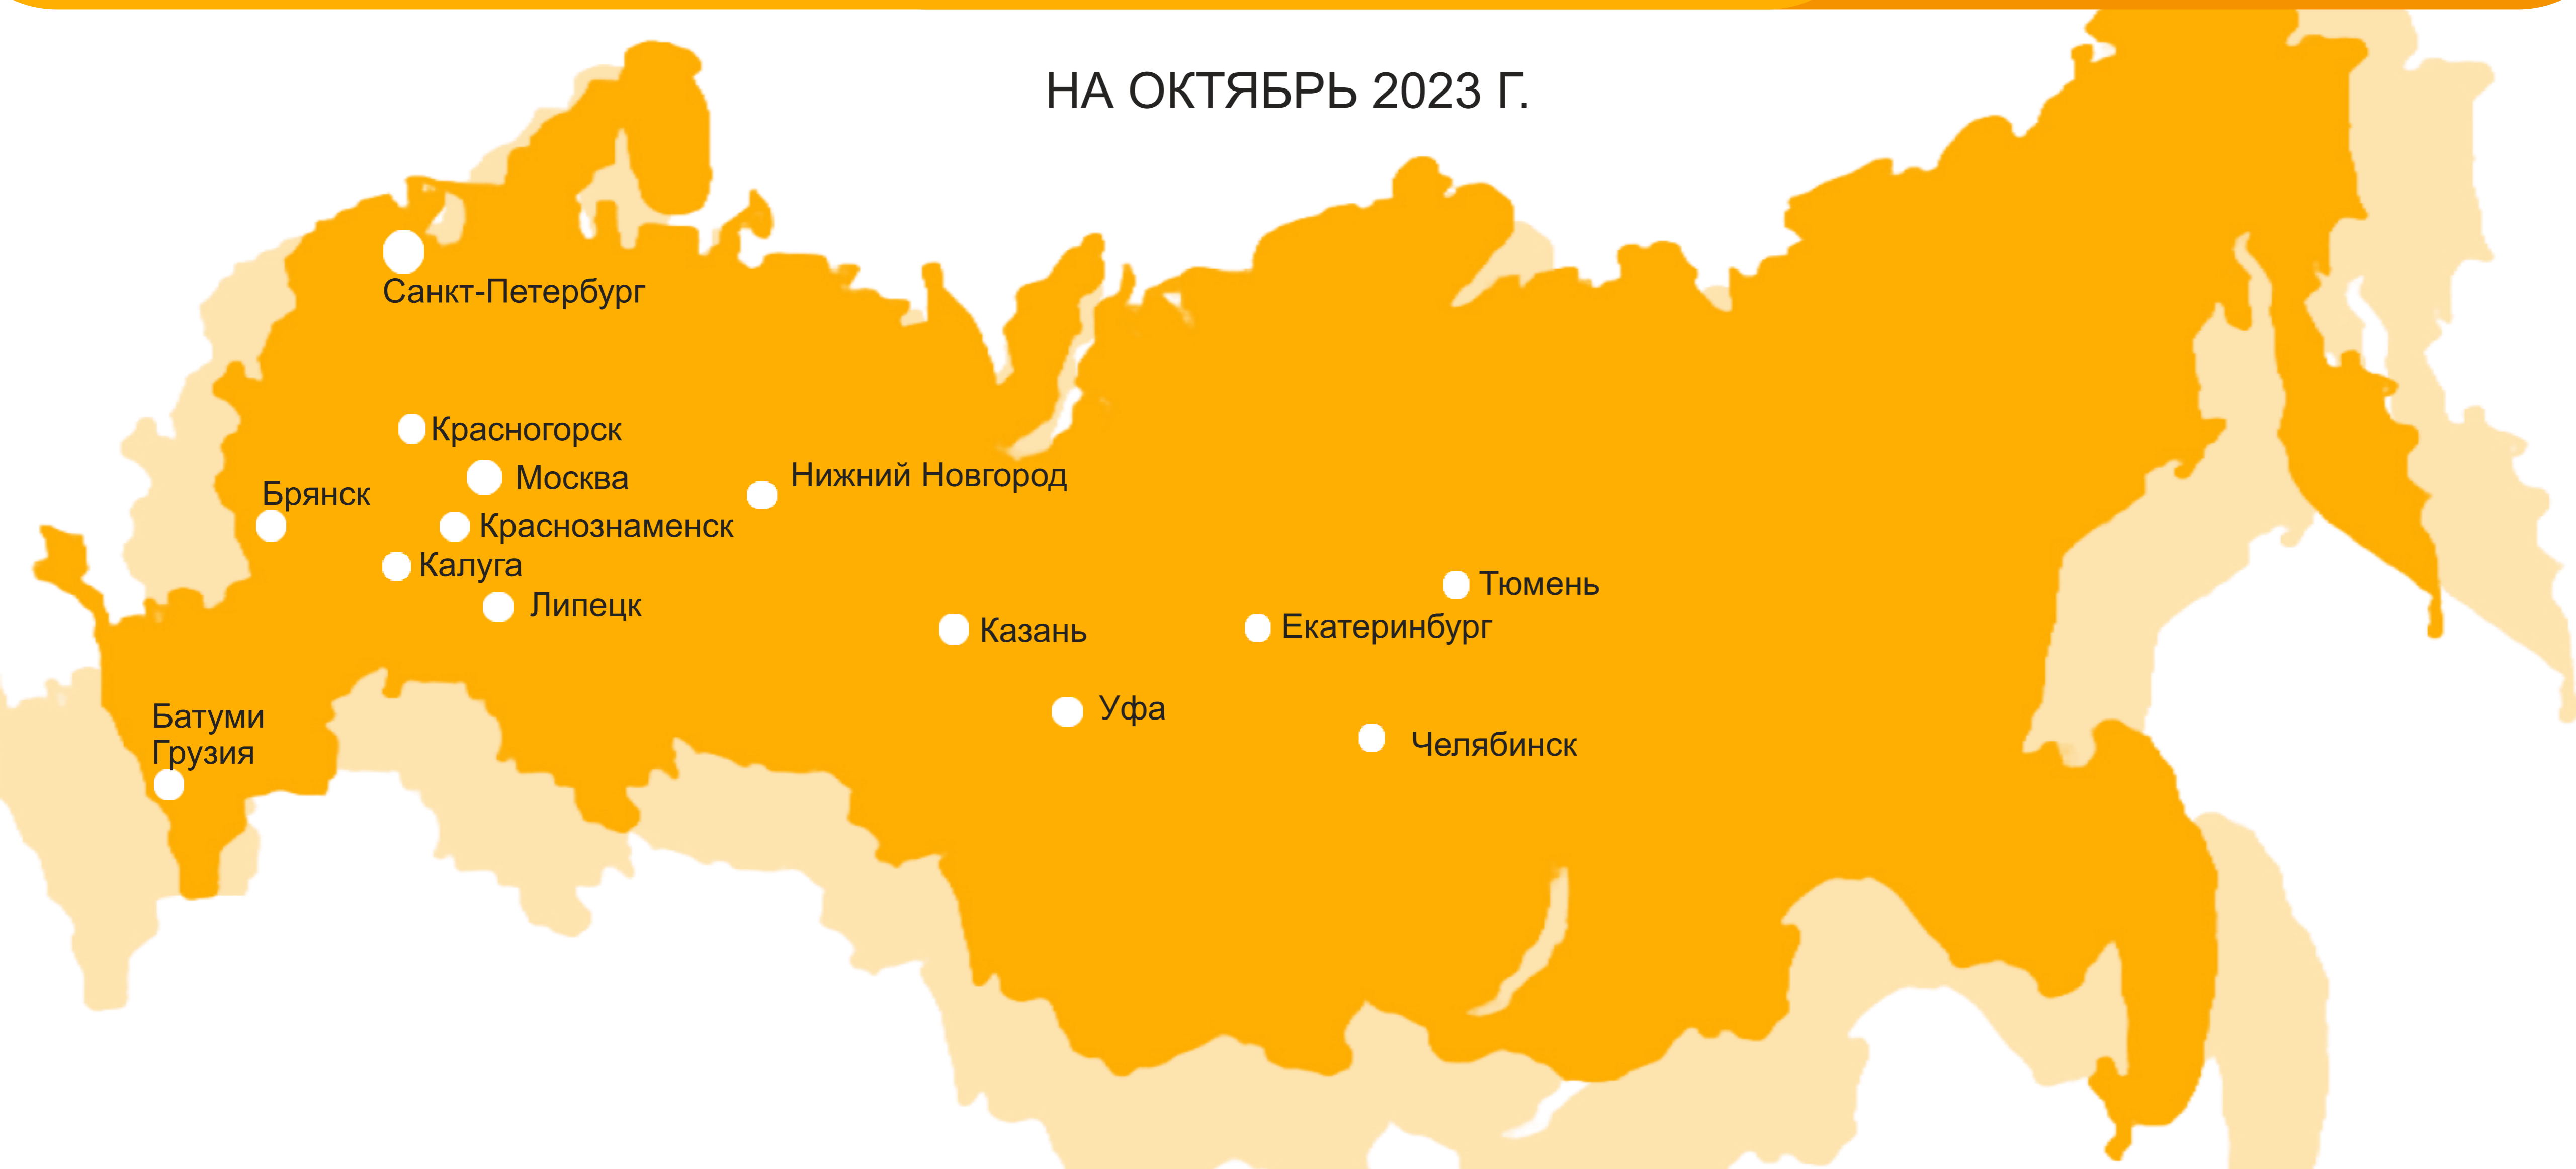 НА ОКТЯБРЬ 2023 Г.
Санкт-Петербург
Красногорск
Москва
Нижний Новгород
Брянск
Краснознаменск
Калуга
Тюмень
Липецк
Казань
Екатеринбург
Уфа
Батуми
Грузия
Челябинск